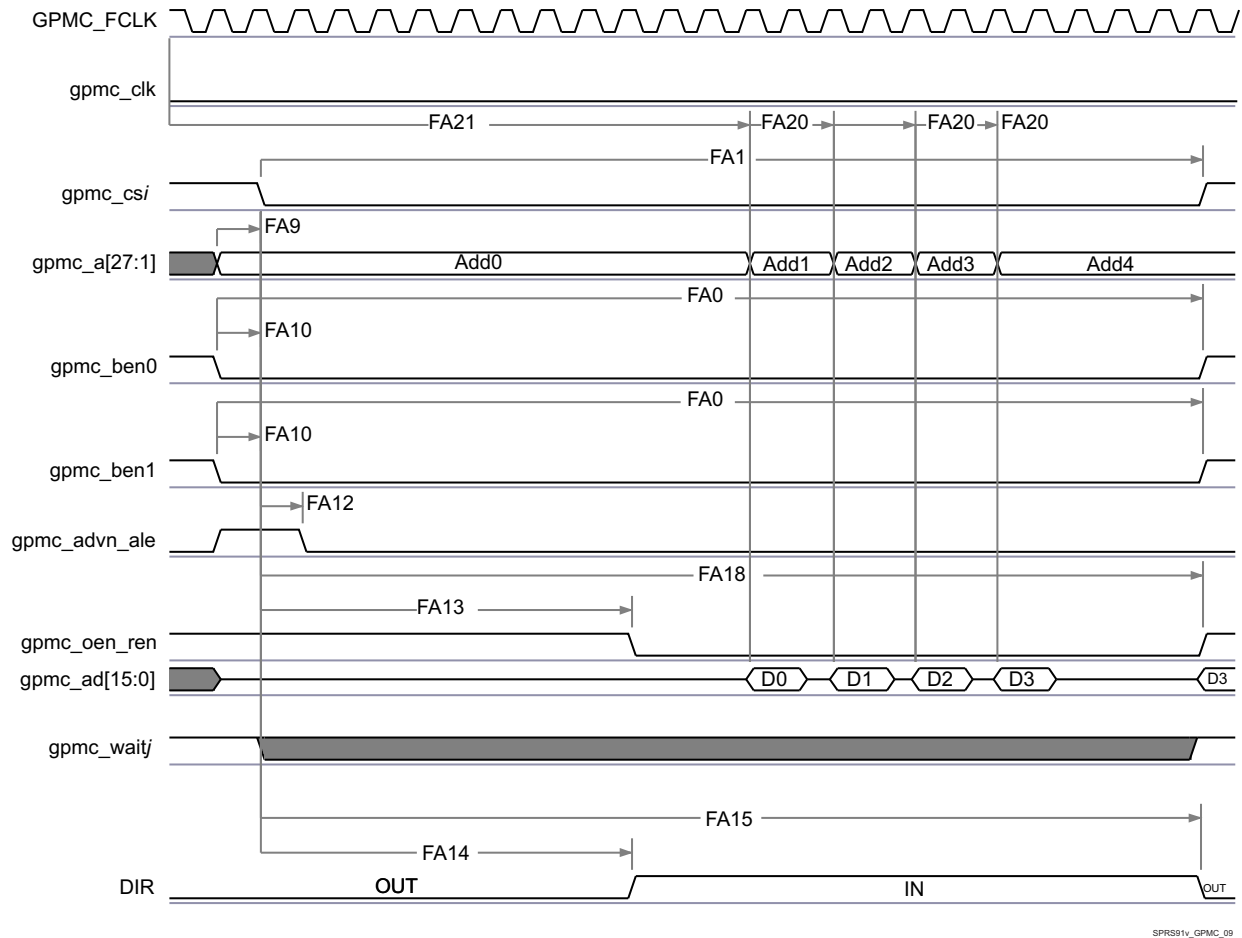 GPMC_FCLK
gpmc_clk
FA21 FA20 FA20 FA20
FA1
gpmc_csi
FA9
gpmc_a[27:1] Add0 Add1 Add2 Add3 Add4
FA0
FA10
gpmc_ben0
FA0
FA10
gpmc_ben1
FA12
gpmc_advn_ale
FA18
FA13
gpmc_oen_ren
gpmc_ad[15:0] D0 D1 D2 D3 D3
gpmc_waitj
FA15
FA14
DIR OUT IN OUT
SPRS91v_GPMC_09